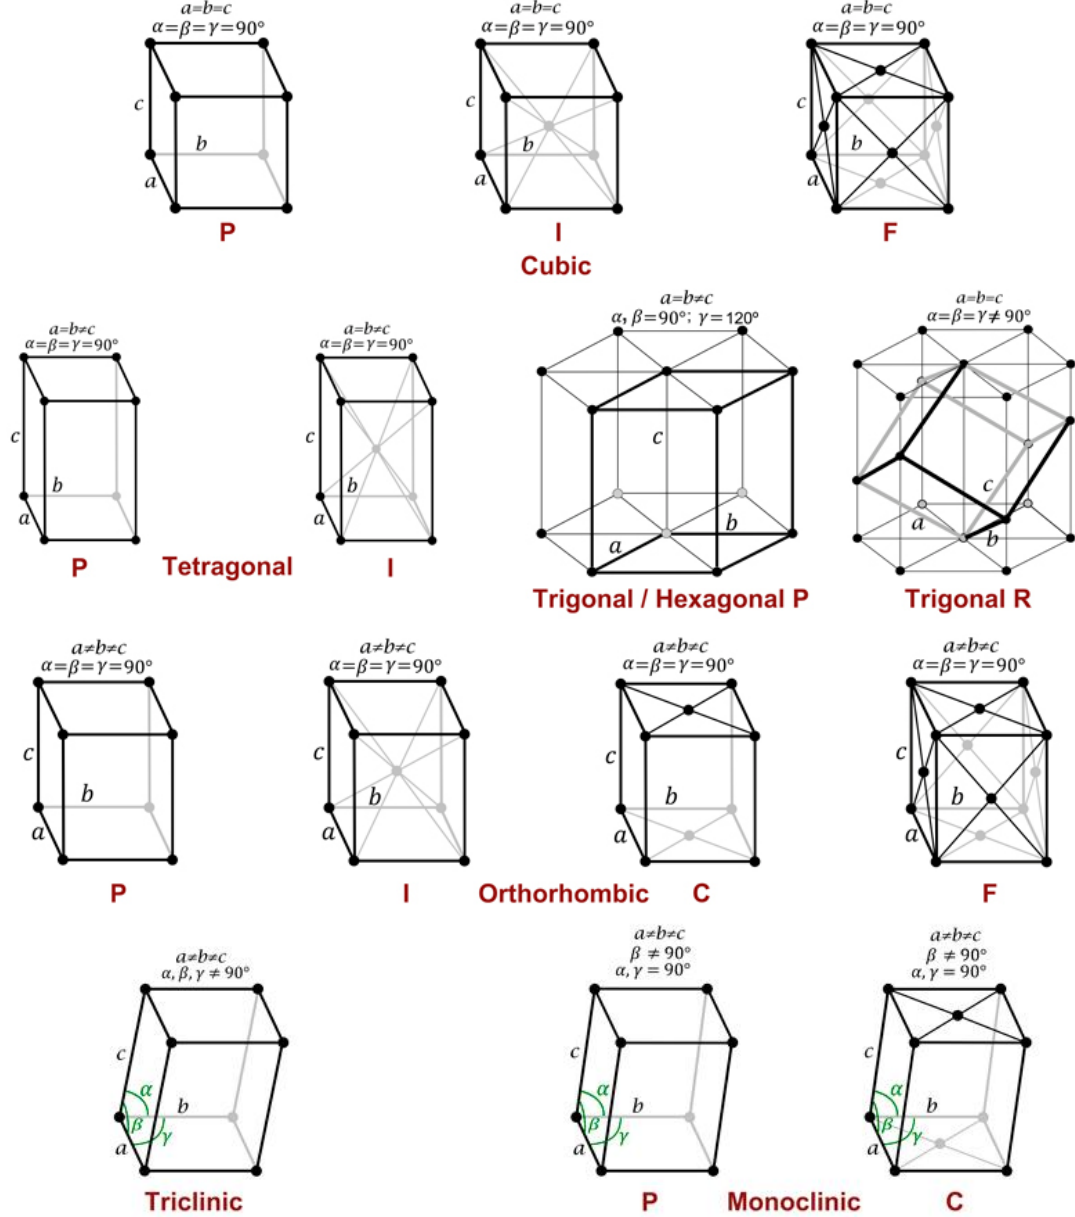 a=b=c
α=β=γ=90°
c
b
a
P
a=b=c
α=β=γ=90°
c
b
a
I
a=b=c
α=β=γ=90°
c
b
a
F
Cubic
a=b≠c
α=β=γ=90°
c
b
a
P
a=b≠c
α=β=γ=90°
c
b
a
I
Tetragonal
a=b≠c
α, β=90°; γ=120°
c
b
a
Trigonal / Hexagonal P
a=b=c
α=β=γ≠90°
c
a
b
Trigonal R
a≠b≠c
α=β=γ=90°
c
b
a
P
a≠b≠c
α=β=γ=90°
c
b
a
I
Orthorhombic
a≠b≠c
α=β=γ=90°
c
b
a
C
a≠b≠c
α=β=γ=90°
c
b
a
F
a≠b≠c
α, β, γ ≠ 90°
c
α
b
β
γ
a
Triclinic
a≠b≠c
β ≠ 90°
α, γ = 90°
c
α
b
β
γ
a
P
Monoclinic
a≠b≠c
β ≠ 90°
α, γ = 90°
c
α
b
β
γ
a
C